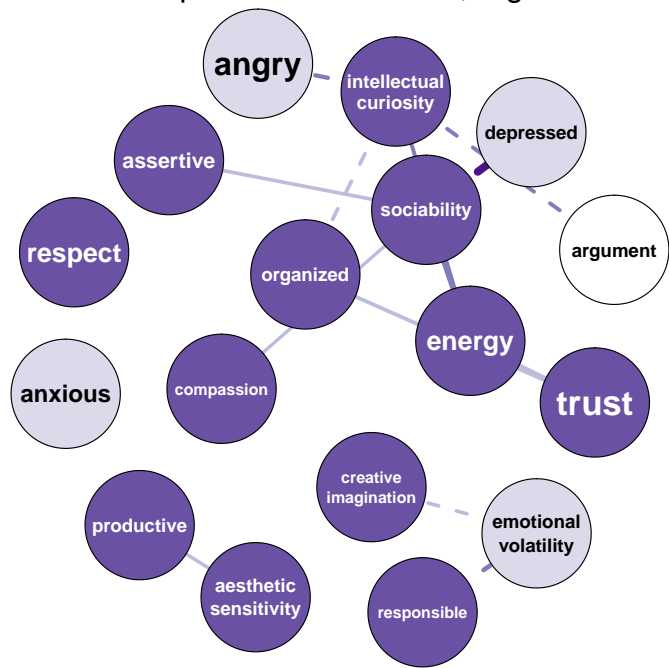 angry
intellectual
curiosity
depressed
assertive
sociability
respect
argument
organized
energy
compassion
anxious
trust
creative
imagination
productive
emotional
volatility
aesthetic
sensitivity
responsible